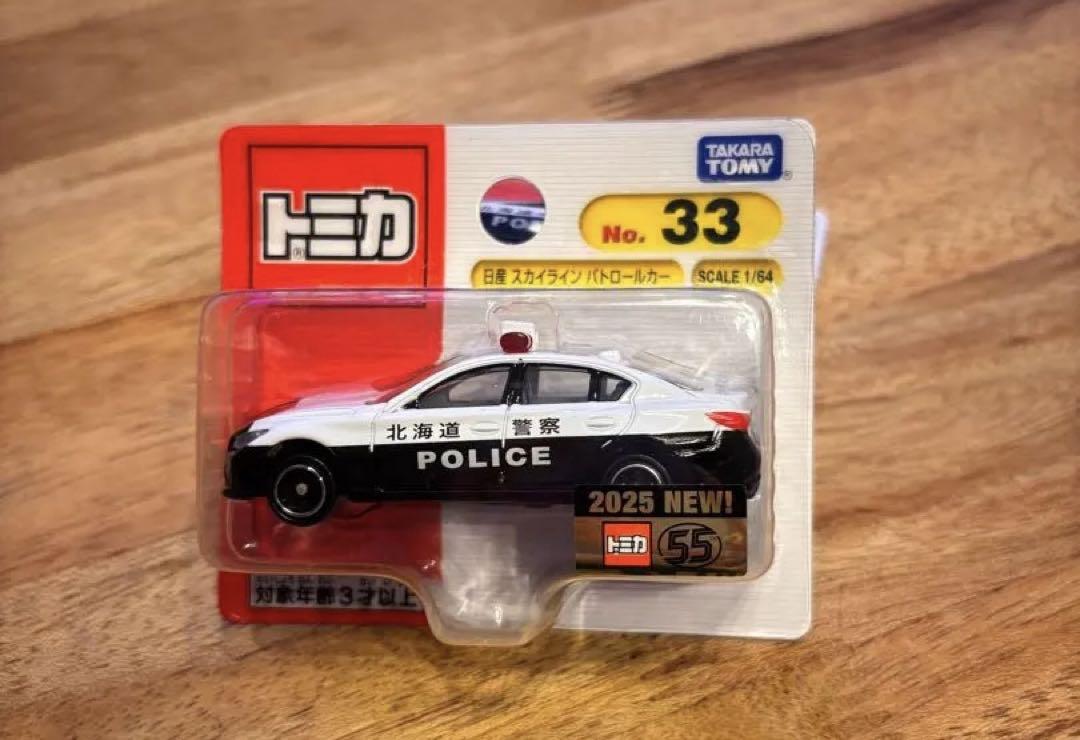 トミカ
TAKARA TOMY
No. 33
日産 スカイライン パトロールカー
SCALE 1/64
北海道 警察
POLICE
2025 NEW!
トミカ 55
対象年齢3才以上